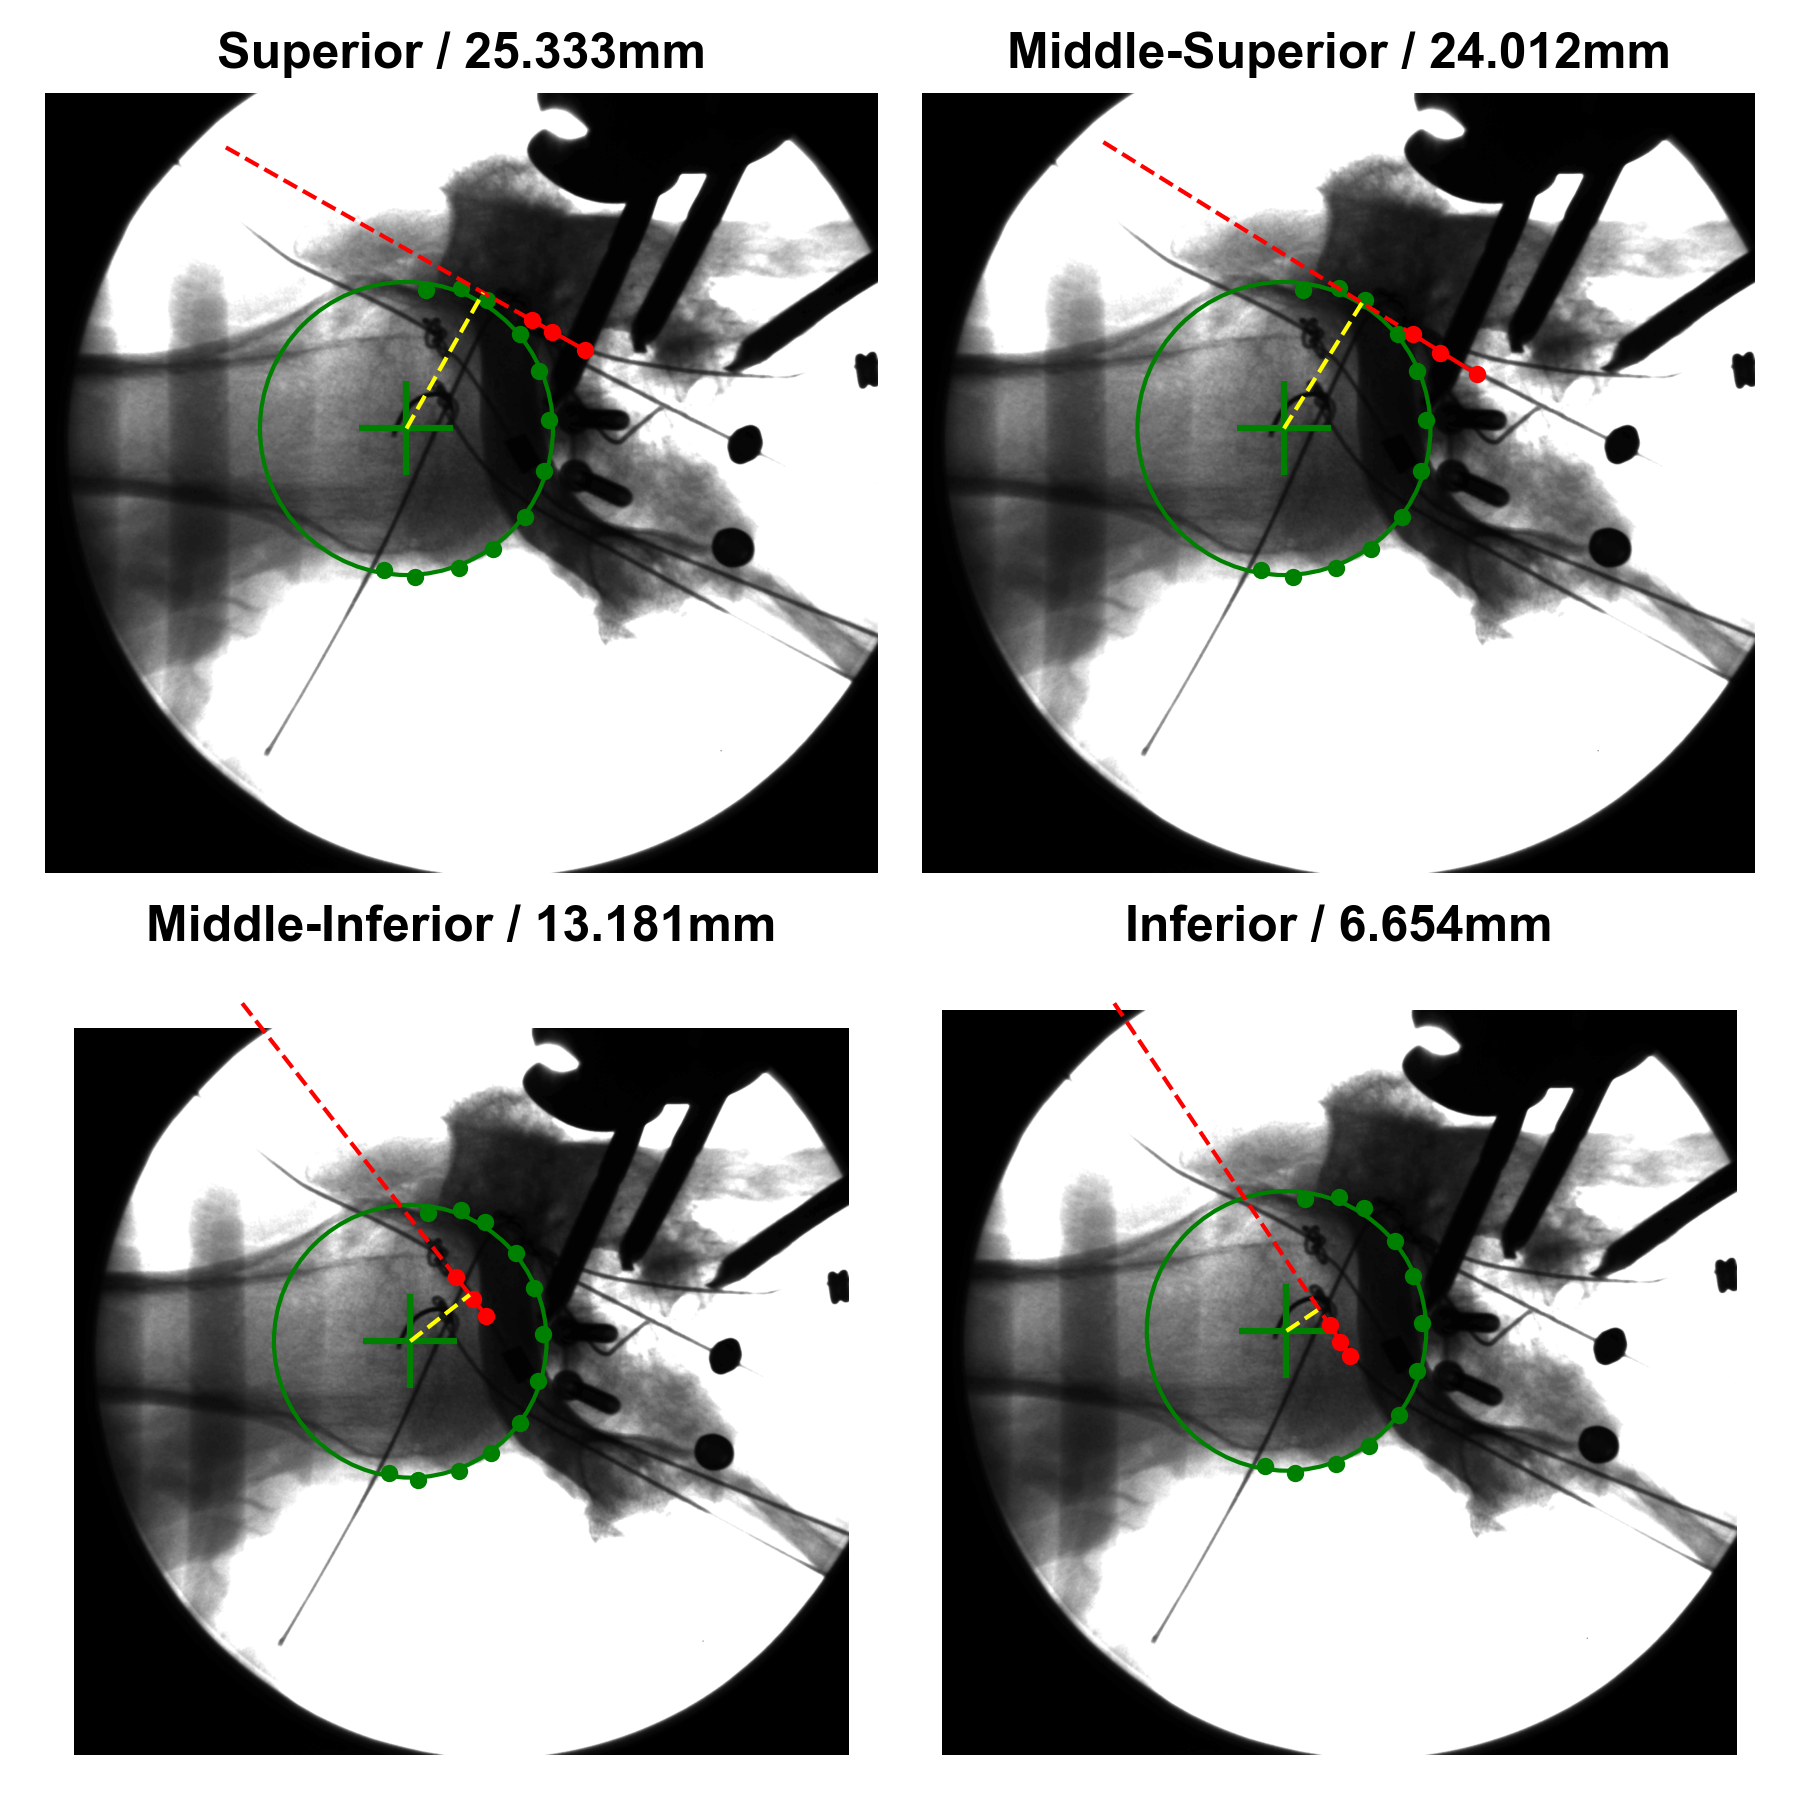 Superior / 25.333mm
Middle-Superior / 24.012mm
Middle-Inferior / 13.181mm
Inferior / 6.654mm